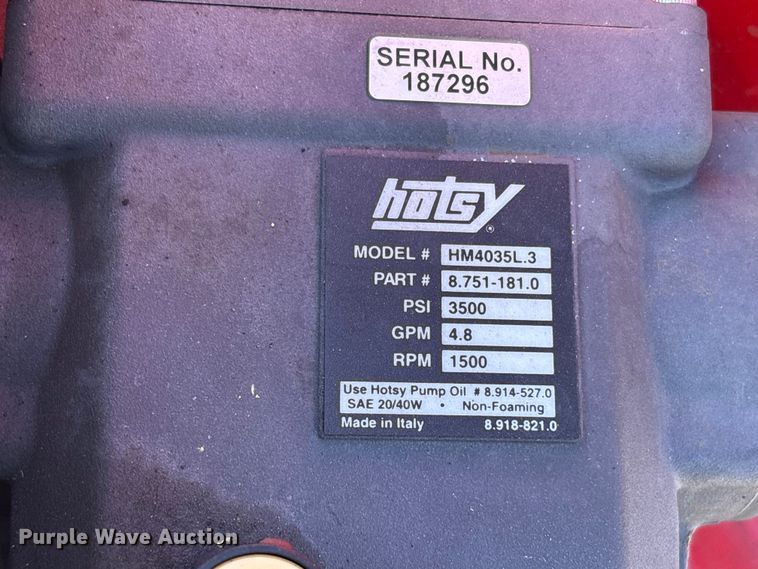 SERIAL No.
187296
hotsy®
MODEL # HM4035L.3
PART # 8.751-181.0
PSI 3500
GPM 4.8
RPM 1500
Use Hotsy Pump Oil # 8.914-527.0
SAE 20/40W • Non-Foaming
Made in Italy 8.918-821.0
Purple Wave Auction